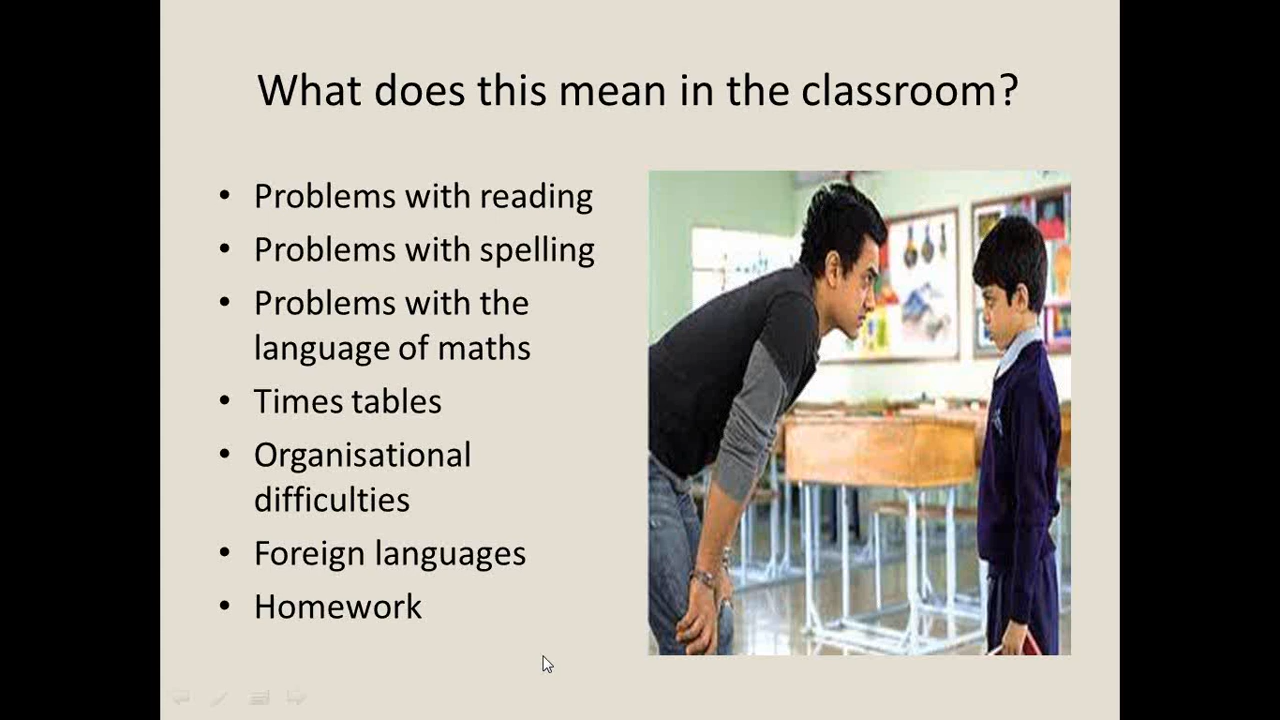 What does this mean in the classroom?
• Problems with reading
• Problems with spelling
• Problems with the
language of maths
• Times tables
• Organisational
difficulties
• Foreign languages
• Homework